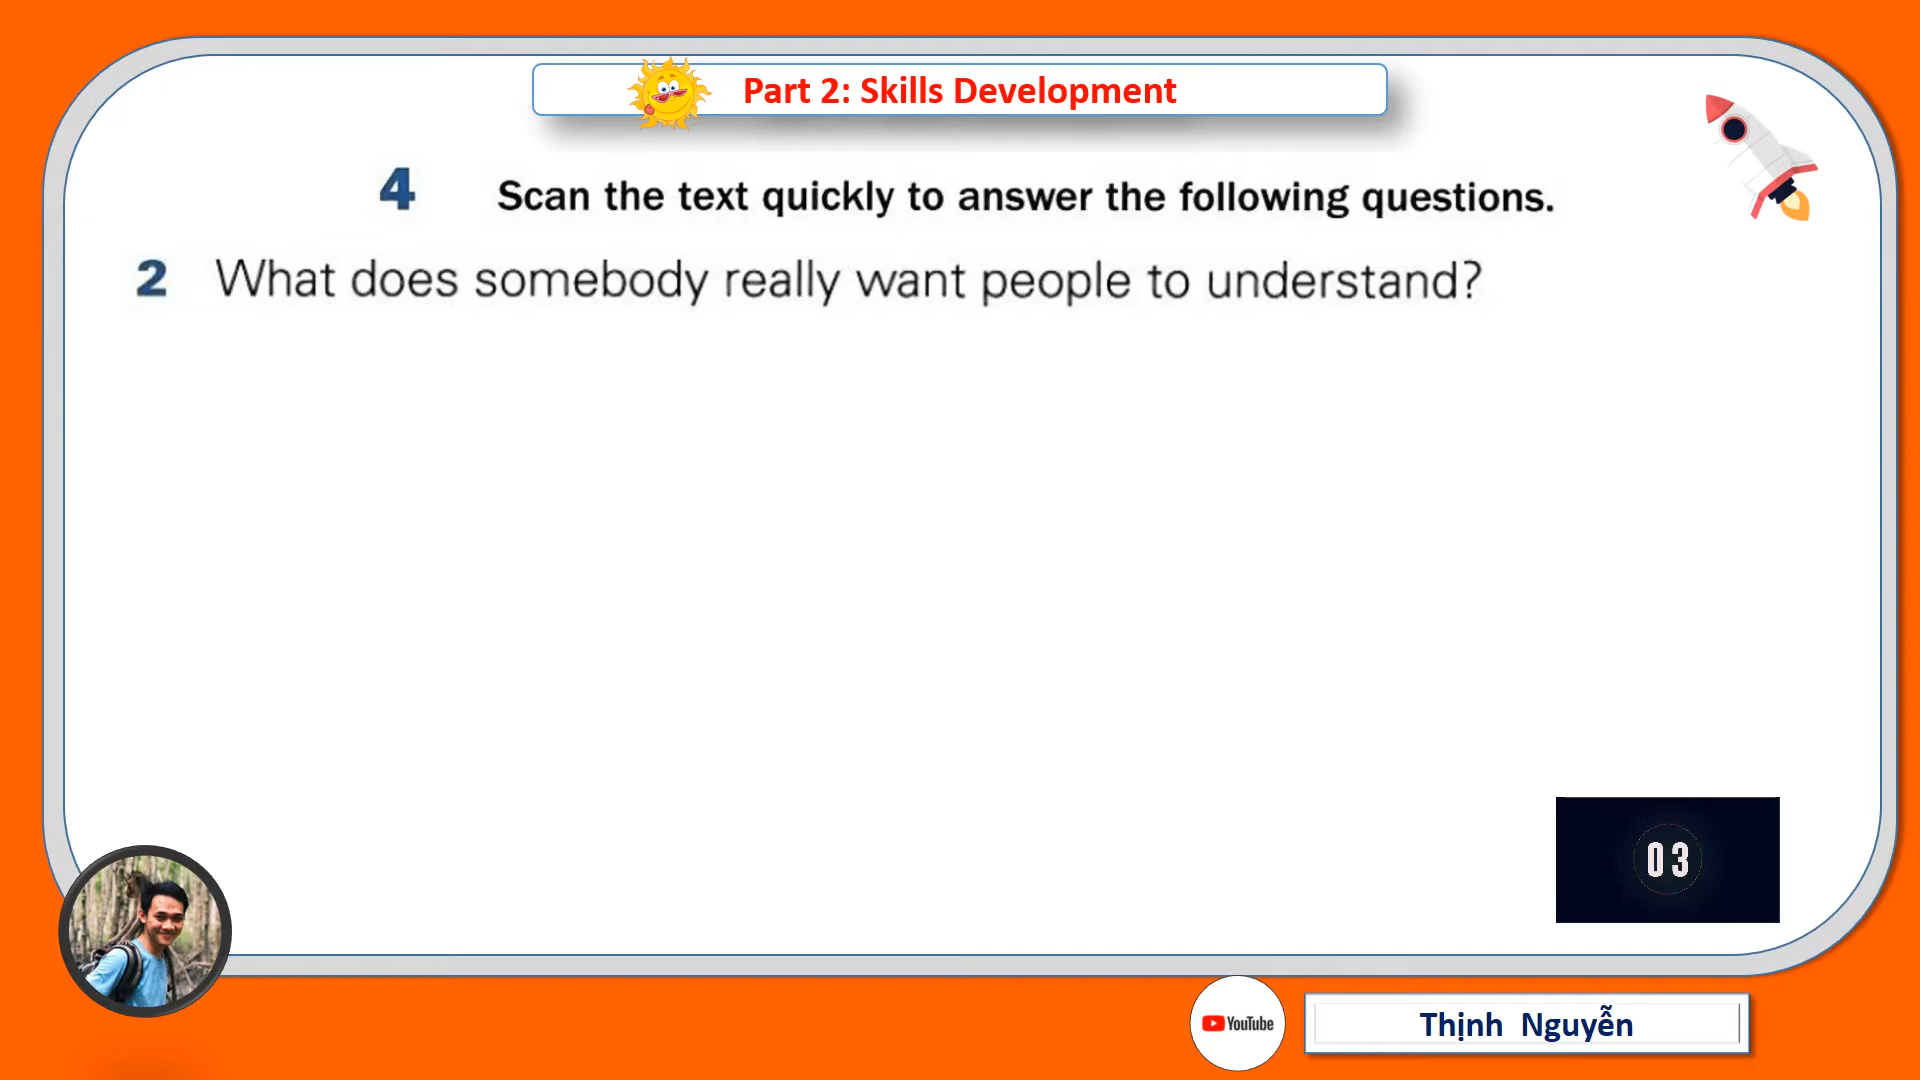 Part 2: Skills Development
4 Scan the text quickly to answer the following questions.
2 What does somebody really want people to understand?
03
YouTube
Thịnh Nguyễn